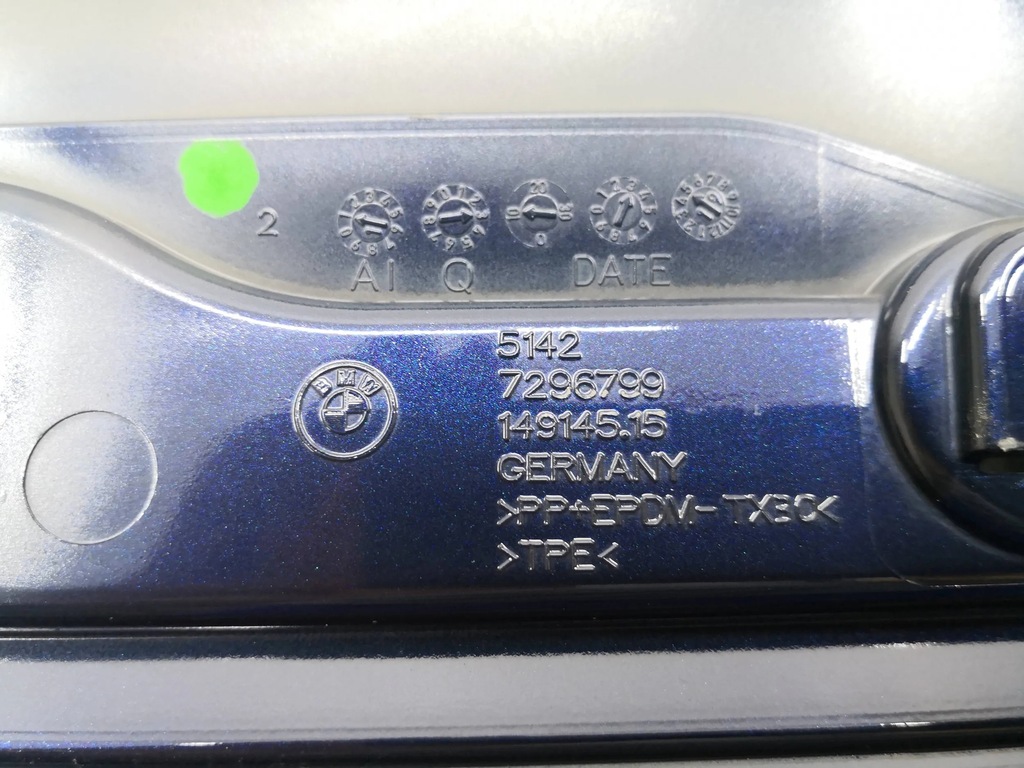 2
AI Q DATE
BMW
5142
7296799
149145.15
GERMANY
>PP+EPDM-TX30<
>TPE<